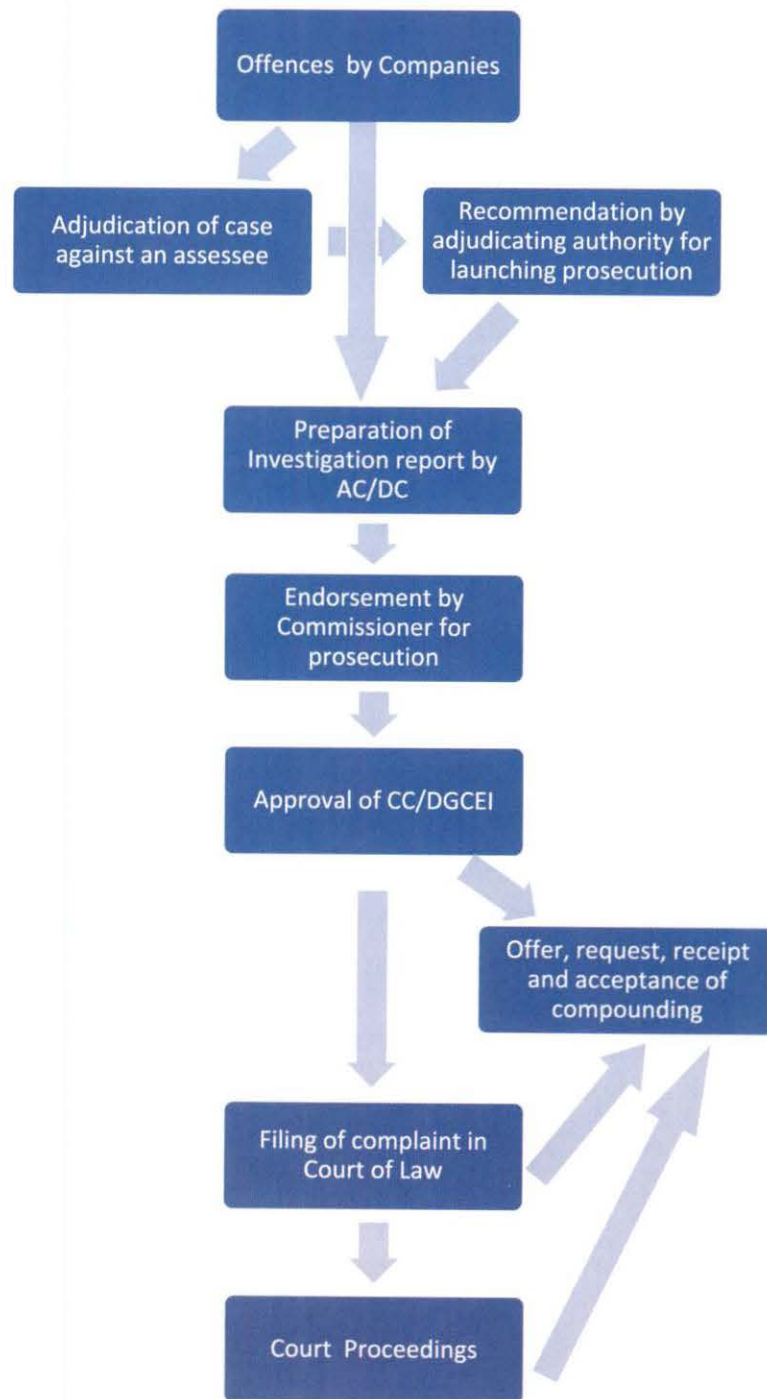 Offences by Companies
Adjudication of case
against an assessee
Recommendation by
adjudicating authority for
launching prosecution
Preparation of
Investigation report by
AC/DC
Endorsement by
Commissioner for
prosecution
Approval of CC/DGCEI
Offer, request, receipt
and acceptance of
compounding
Filing of complaint in
Court of Law
Court Proceedings